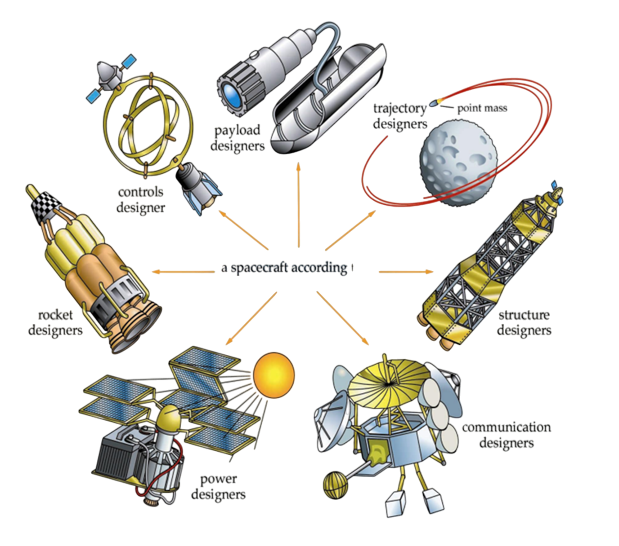 payload
designers
trajectory
designers
point mass
controls
designer
a spacecraft according
rocket
designers
structure
designers
communication
designers
power
designers